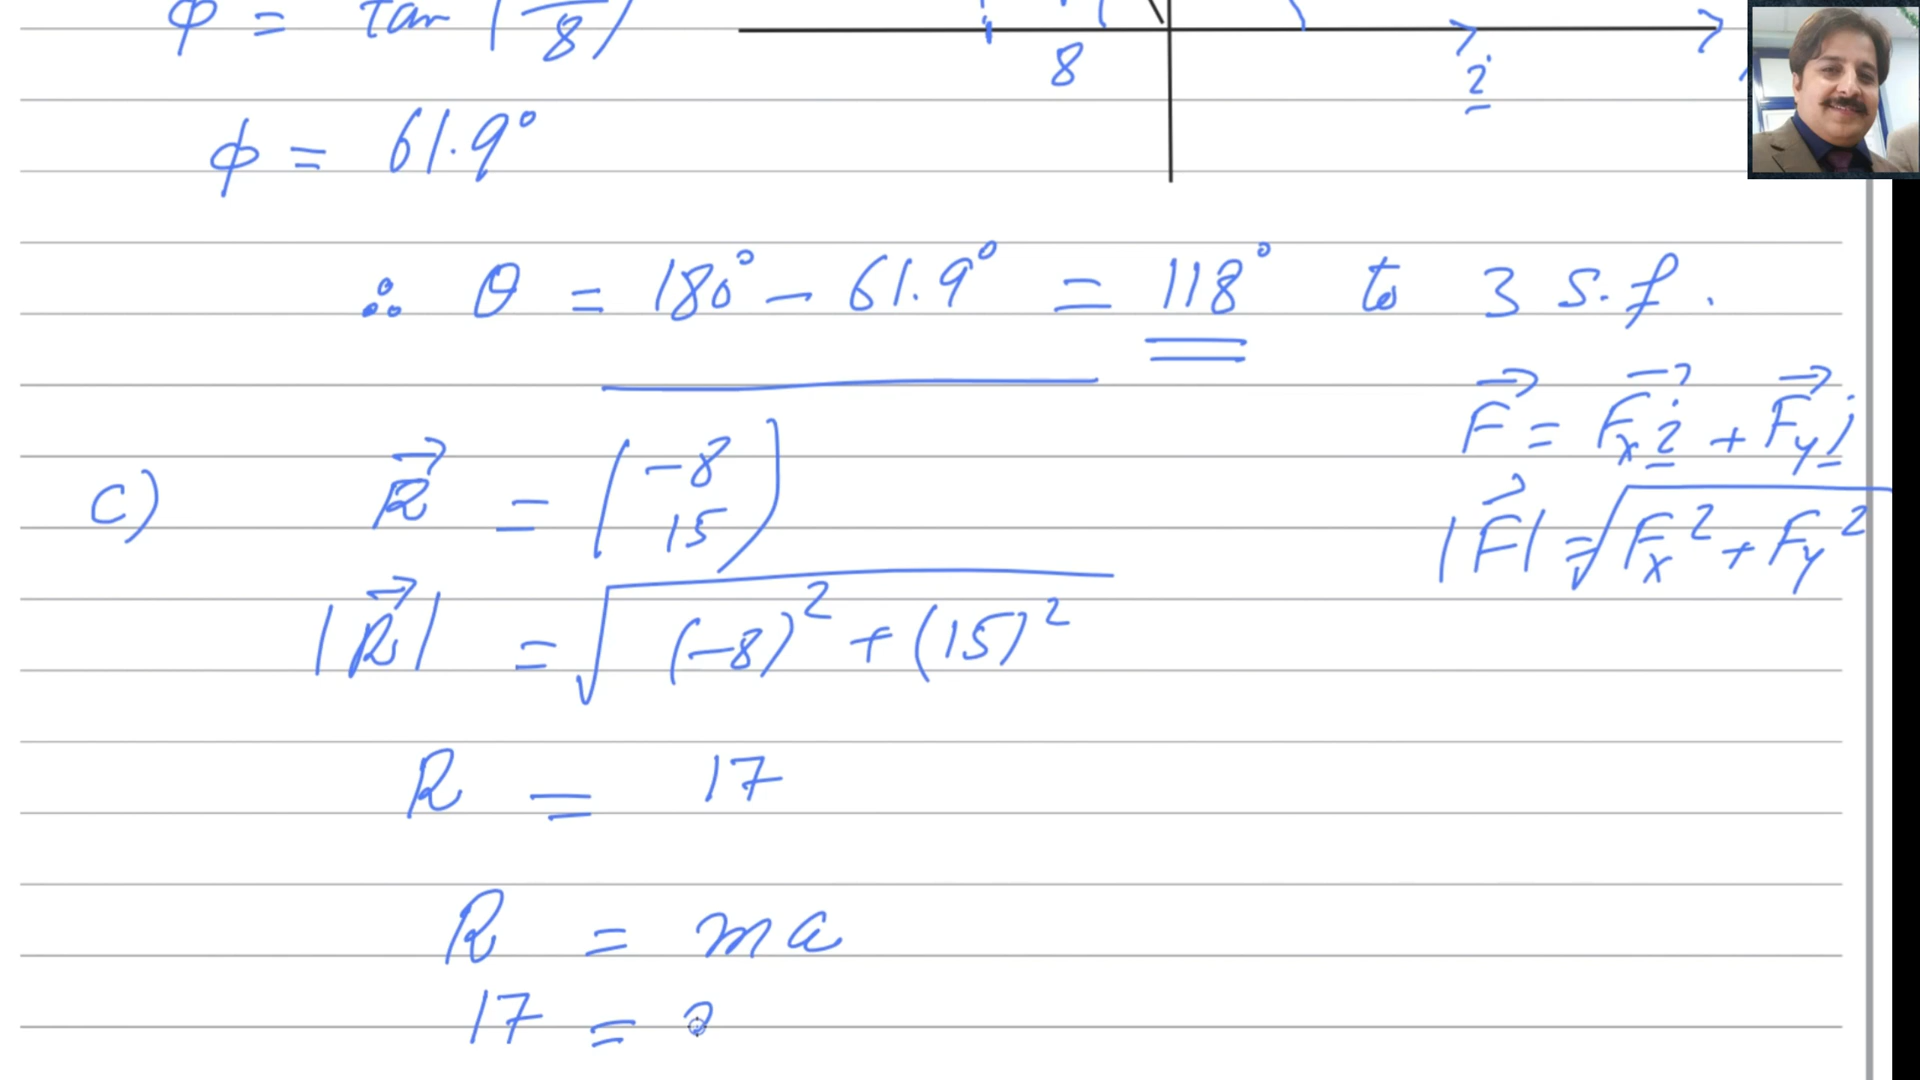 φ = tan ( /8)
8
i
φ = 61.9°
∴ θ = 180° - 61.9° = 118° to 3 s.f.
F = Fx i + Fy j
c) R = (-8 15)
|F| = √Fx² + Fy²
|R| = √(-8)² + (15)²
R = 17
R = ma
17 =